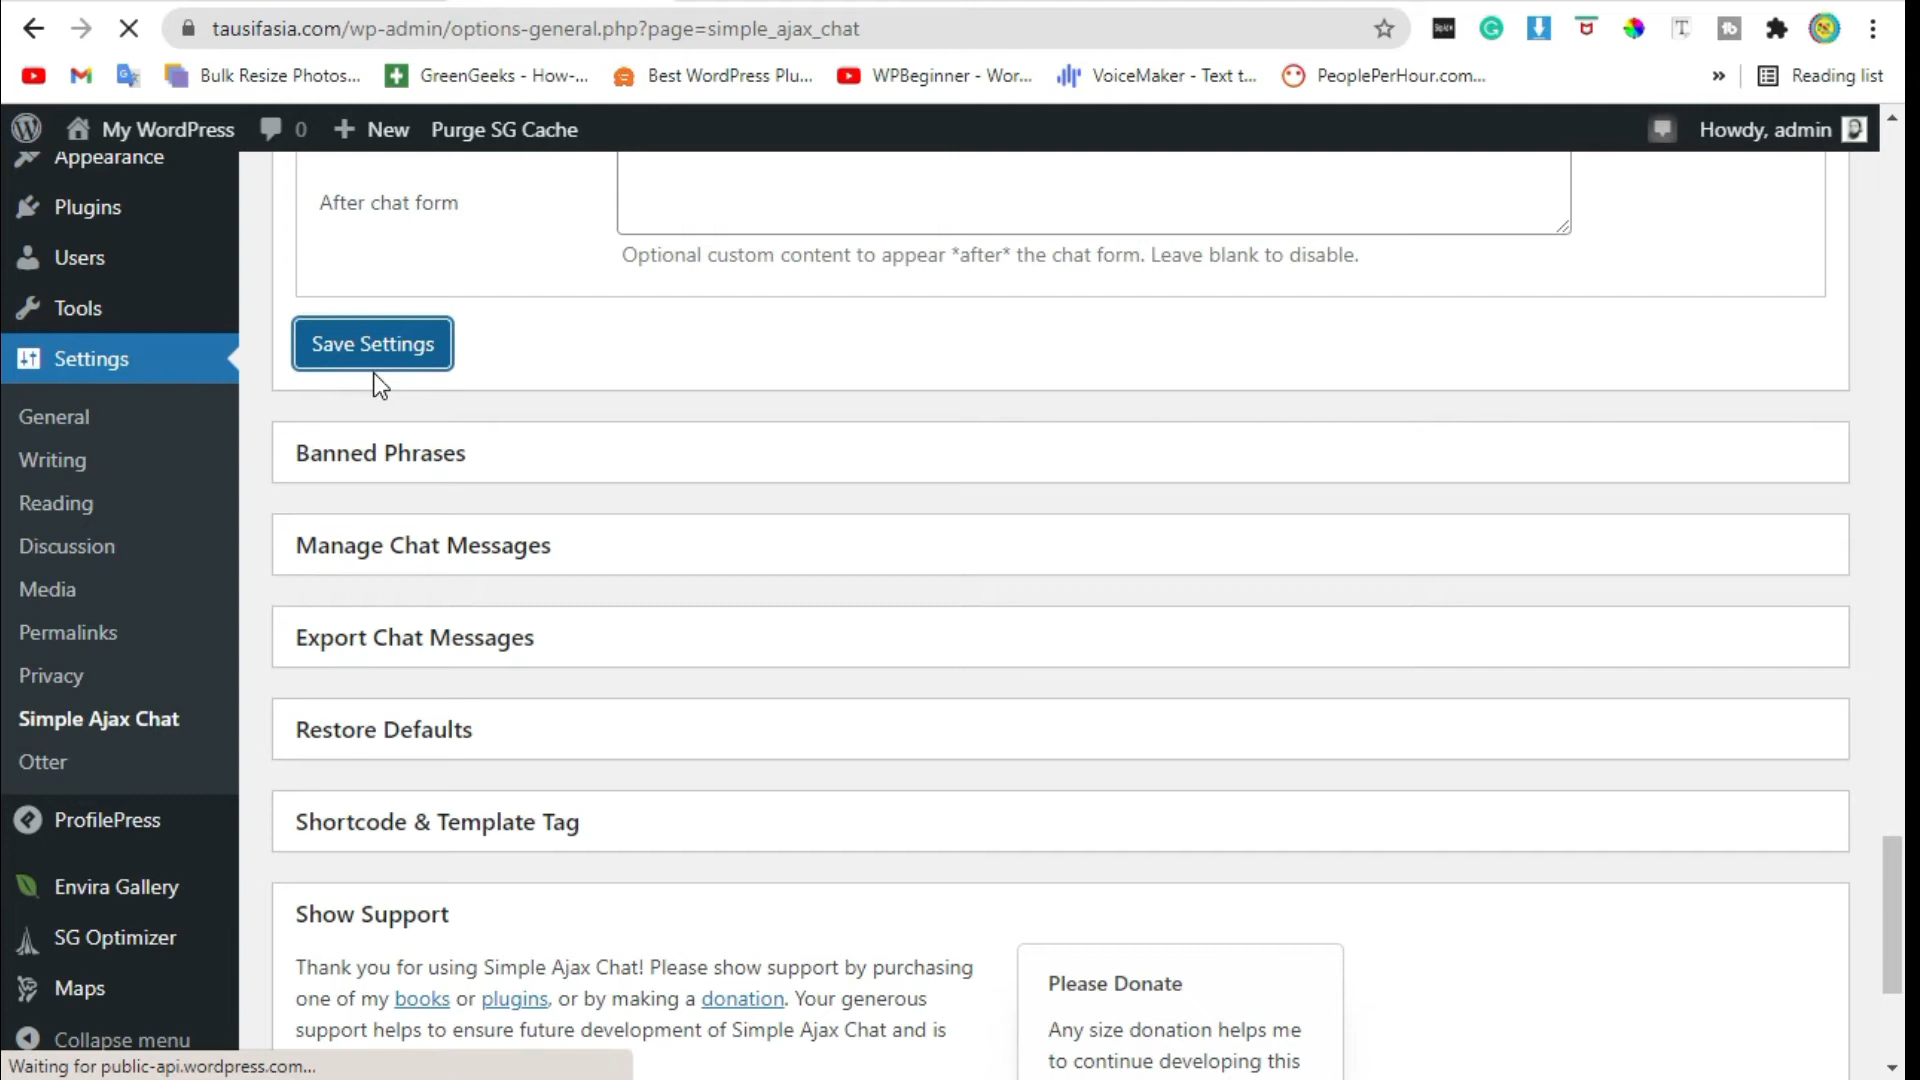 tausifasia.com/wp-admin/options-general.php?page=simple_ajax_chat
Bulk Resize Photos... GreenGeeks - How-... Best WordPress Plu... WPBeginner - Wor... VoiceMaker - Text t... PeoplePerHour.com... » Reading list
My WordPress 0 New Purge SG Cache Howdy, admin
Appearance
Plugins
Users
Tools
Settings
General
Writing
Reading
Discussion
Media
Permalinks
Privacy
Simple Ajax Chat
Otter
ProfilePress
Envira Gallery
SG Optimizer
Maps
Collapse menu
After chat form
Optional custom content to appear *after* the chat form. Leave blank to disable.
Save Settings
Banned Phrases
Manage Chat Messages
Export Chat Messages
Restore Defaults
Shortcode & Template Tag
Show Support
Thank you for using Simple Ajax Chat! Please show support by purchasing
one of my books or plugins, or by making a donation. Your generous
support helps to ensure future development of Simple Ajax Chat and is
Please Donate
Any size donation helps me
to continue developing this
Waiting for public-api.wordpress.com...